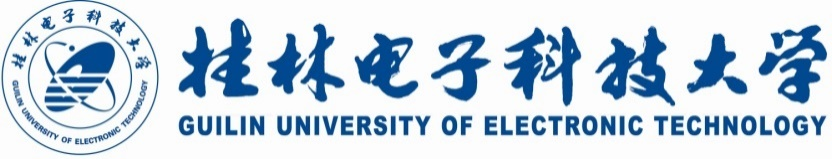 桂林电子科技大学
GUILIN UNIVERSITY OF ELECTRONIC TECHNOLOGY
桂林电子科技大学
GUILIN UNIVERSITY OF ELECTRONIC TECHNOLOGY